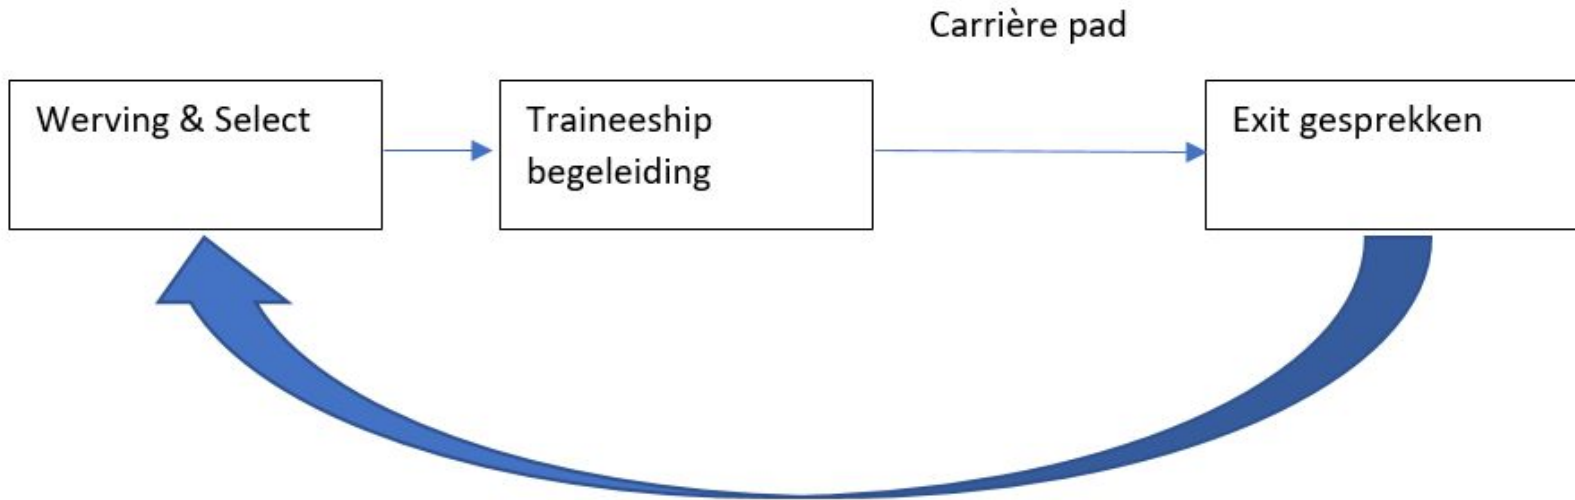 Carrière pad
Werving & Select
Traineeship
begeleiding
Exit gesprekken